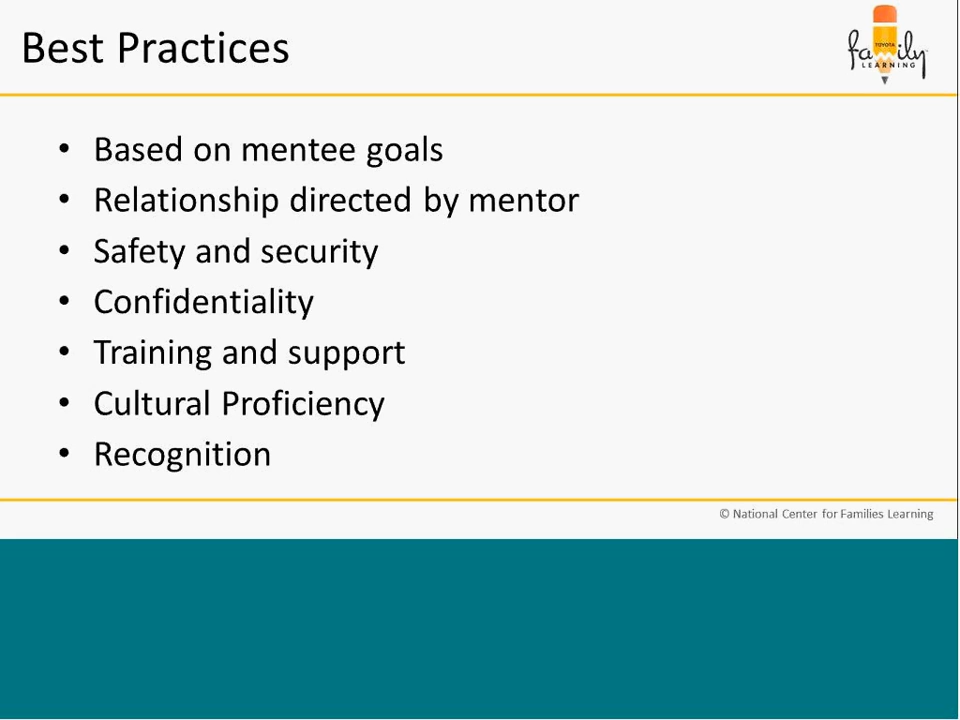 Best Practices
TOYOTA
family
LEARNING
• Based on mentee goals
• Relationship directed by mentor
• Safety and security
• Confidentiality
• Training and support
• Cultural Proficiency
• Recognition
© National Center for Families Learning